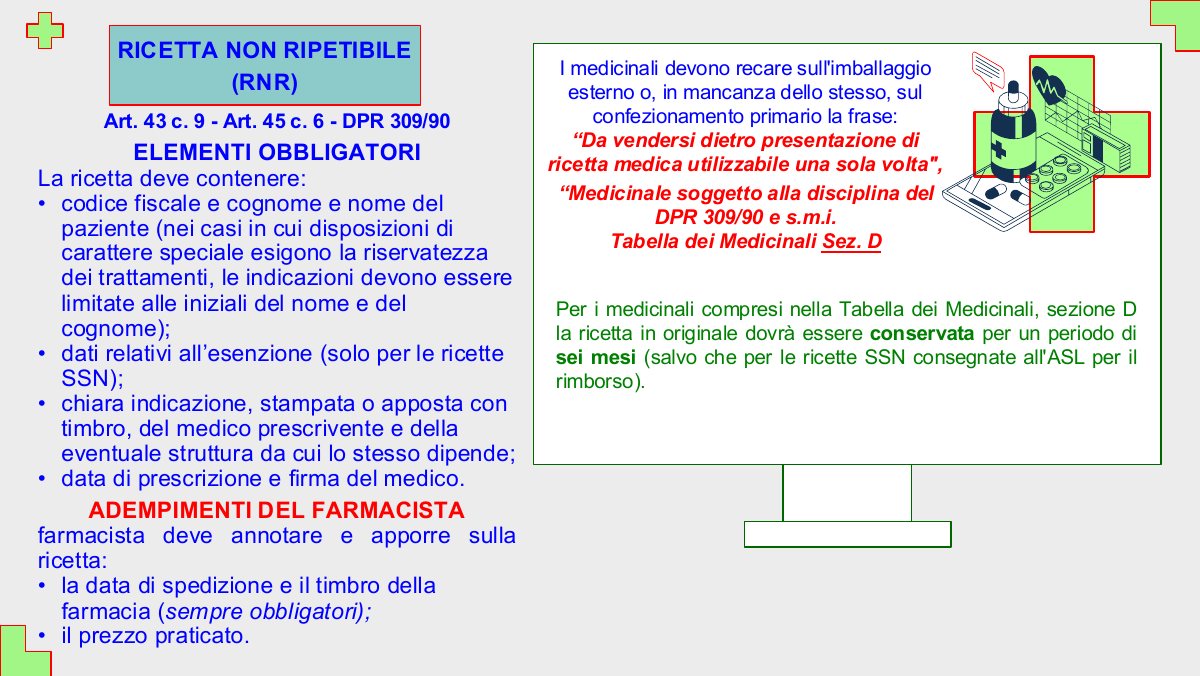 RICETTA NON RIPETIBILE
(RNR)
Art. 43 c. 9 - Art. 45 c. 6 - DPR 309/90
ELEMENTI OBBLIGATORI
La ricetta deve contenere:
• codice fiscale e cognome e nome del
paziente (nei casi in cui disposizioni di
carattere speciale esigono la riservatezza
dei trattamenti, le indicazioni devono essere
limitate alle iniziali del nome e del
cognome);
• dati relativi all’esenzione (solo per le ricette
SSN);
• chiara indicazione, stampata o apposta con
timbro, del medico prescrivente e della
eventuale struttura da cui lo stesso dipende;
• data di prescrizione e firma del medico.
ADEMPIMENTI DEL FARMACISTA
farmacista deve annotare e apporre sulla
ricetta:
• la data di spedizione e il timbro della
farmacia (sempre obbligatori);
• il prezzo praticato.
I medicinali devono recare sull'imballaggio
esterno o, in mancanza dello stesso, sul
confezionamento primario la frase:
“Da vendersi dietro presentazione di
ricetta medica utilizzabile una sola volta",
“Medicinale soggetto alla disciplina del
DPR 309/90 e s.m.i.
Tabella dei Medicinali Sez. D
Per i medicinali compresi nella Tabella dei Medicinali, sezione D
la ricetta in originale dovrà essere conservata per un periodo di
sei mesi (salvo che per le ricette SSN consegnate all'ASL per il
rimborso).